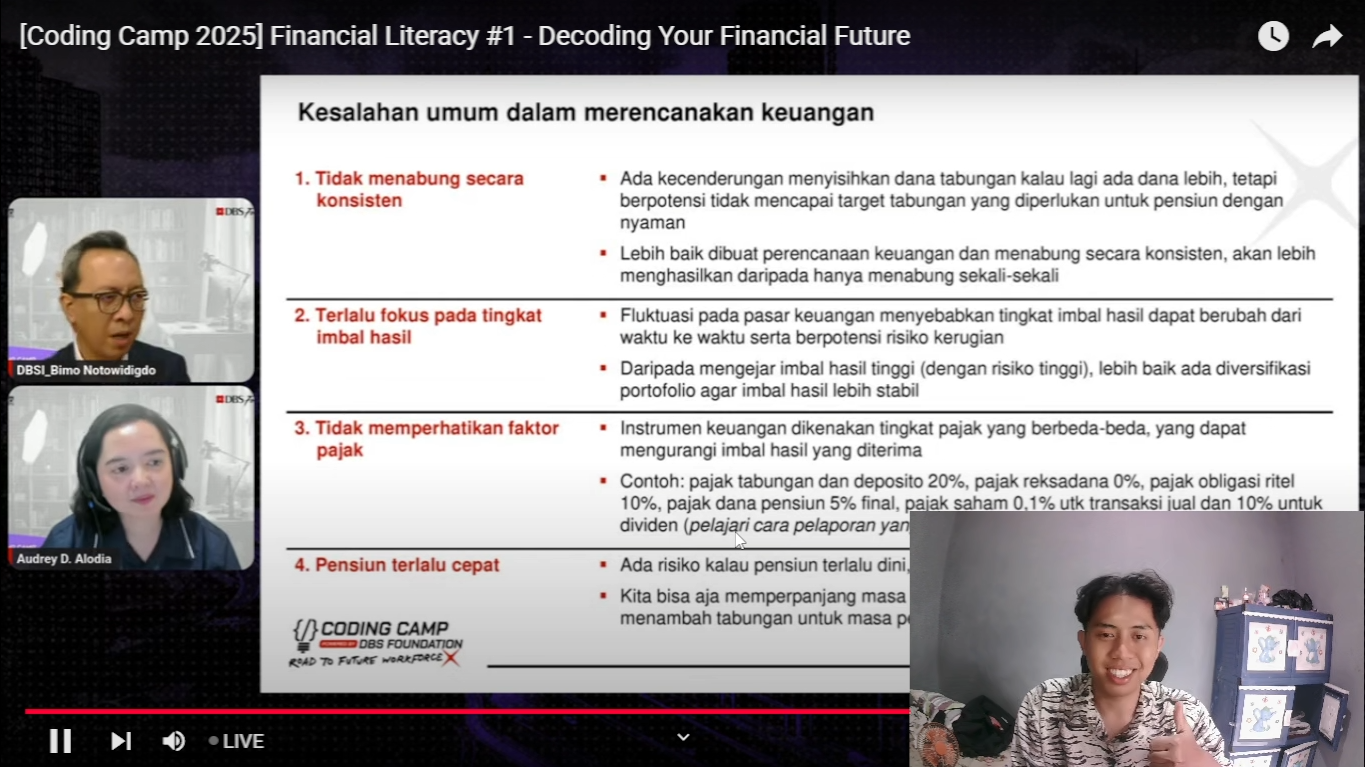 [Coding Camp 2025] Financial Literacy #1 - Decoding Your Financial Future
Kesalahan umum dalam merencanakan keuangan
1. Tidak menabung secara
konsisten
▪ Ada kecenderungan menyisihkan dana tabungan kalau lagi ada dana lebih, tetapi
berpotensi tidak mencapai target tabungan yang diperlukan untuk pensiun dengan
nyaman
▪ Lebih baik dibuat perencanaan keuangan dan menabung secara konsisten, akan lebih
menghasilkan daripada hanya menabung sekali-sekali
2. Terlalu fokus pada tingkat
imbal hasil
▪ Fluktuasi pada pasar keuangan menyebabkan tingkat imbal hasil dapat berubah dari
waktu ke waktu serta berpotensi risiko kerugian
▪ Daripada mengejar imbal hasil tinggi (dengan risiko tinggi), lebih baik ada diversifikasi
portofolio agar imbal hasil lebih stabil
3. Tidak memperhatikan faktor
pajak
▪ Instrumen keuangan dikenakan tingkat pajak yang berbeda-beda, yang dapat
mengurangi imbal hasil yang diterima
▪ Contoh: pajak tabungan dan deposito 20%, pajak reksadana 0%, pajak obligasi ritel
10%, pajak dana pensiun 5% final, pajak saham 0,1% utk transaksi jual dan 10% untuk
dividen (pelajari cara pelaporan yan
4. Pensiun terlalu cepat
▪ Ada risiko kalau pensiun terlalu dini,
▪ Kita bisa aja memperpanjang masa
menambah tabungan untuk masa pe
{/} CODING CAMP
POWERED BY DBS FOUNDATION
ROAD TO FUTURE WORKFORCE X
DBS
DBSI_Bimo Notowidigdo
DBS
Audrey D. Alodia
LIVE